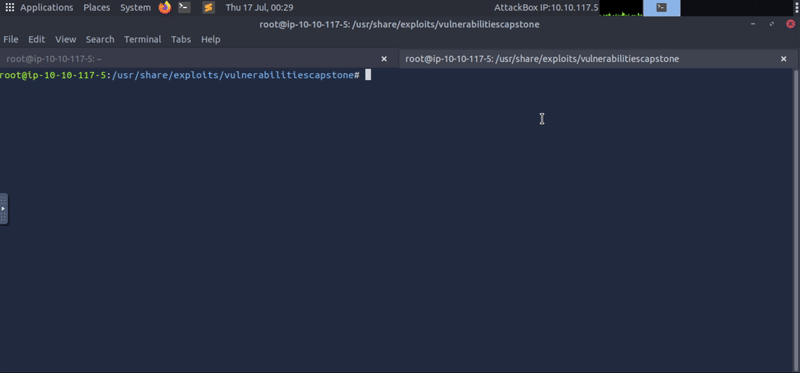 Applications Places System Thu 17 Jul, 00:29 AttackBox IP:10.10.117.5
root@ip-10-10-117-5: /usr/share/exploits/vulnerabilitiescapstone
File Edit View Search Terminal Tabs Help
root@ip-10-10-117-5: ~ root@ip-10-10-117-5: /usr/share/exploits/vulnerabilitiescapstone
root@ip-10-10-117-5:/usr/share/exploits/vulnerabilitiescapstone#